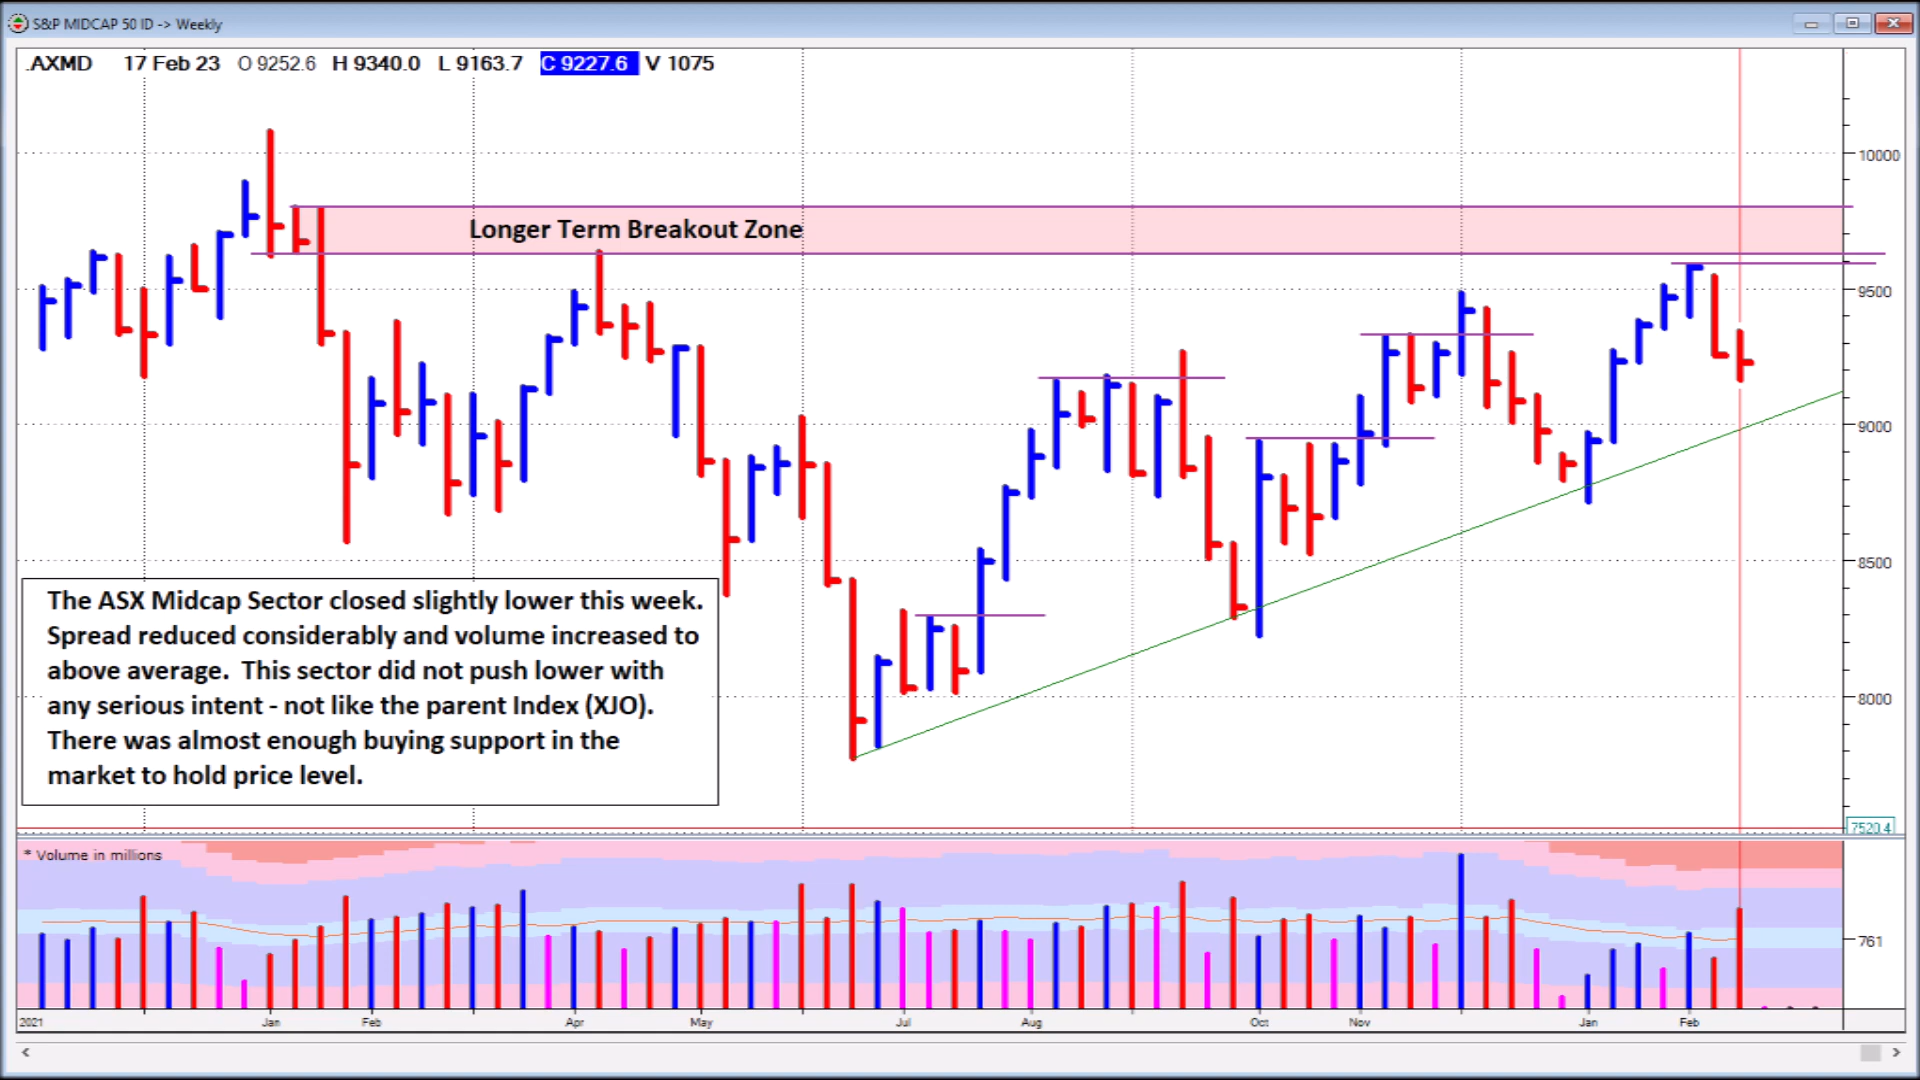 S&P MIDCAP 50 ID -> Weekly
.AXMD 17 Feb 23 O 9252.6 H 9340.0 L 9163.7 C 9227.6 V 1075
10000
Longer Term Breakout Zone
9500
9000
8500
The ASX Midcap Sector closed slightly lower this week.
Spread reduced considerably and volume increased to
above average. This sector did not push lower with
any serious intent - not like the parent Index (XJO).
There was almost enough buying support in the
market to hold price level.
8000
7520.4
* Volume in millions
761
2021 Jan Feb Apr May Jul Aug Oct Nov Jan Feb